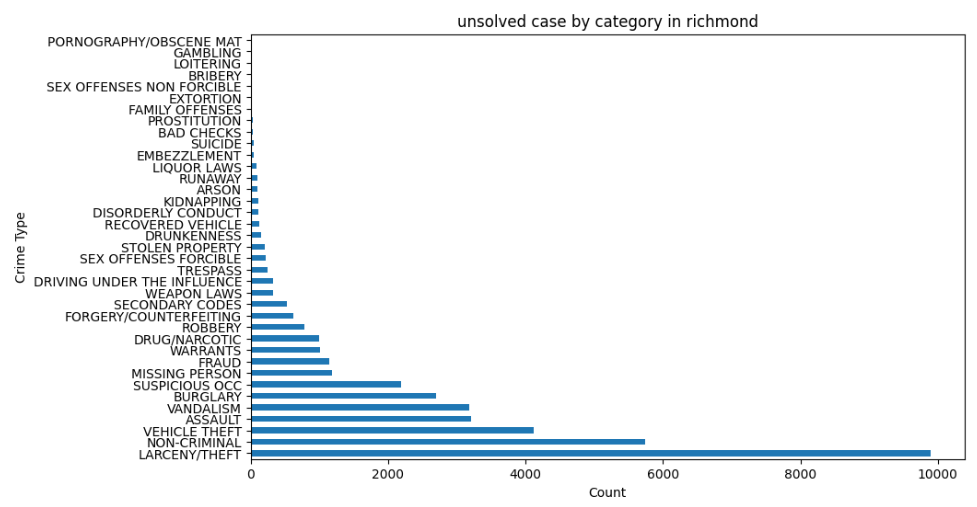 unsolved case by category in richmond
PORNOGRAPHY/OBSCENE MAT
GAMBLING
LOITERING
BRIBERY
SEX OFFENSES NON FORCIBLE
EXTORTION
FAMILY OFFENSES
PROSTITUTION
BAD CHECKS
SUICIDE
EMBEZZLEMENT
LIQUOR LAWS
RUNAWAY
ARSON
KIDNAPPING
DISORDERLY CONDUCT
RECOVERED VEHICLE
DRUNKENNESS
STOLEN PROPERTY
SEX OFFENSES FORCIBLE
TRESPASS
DRIVING UNDER THE INFLUENCE
WEAPON LAWS
SECONDARY CODES
FORGERY/COUNTERFEITING
ROBBERY
DRUG/NARCOTIC
WARRANTS
FRAUD
MISSING PERSON
SUSPICIOUS OCC
BURGLARY
VANDALISM
ASSAULT
VEHICLE THEFT
NON-CRIMINAL
LARCENY/THEFT
Crime Type
0 2000 4000 6000 8000 10000
Count